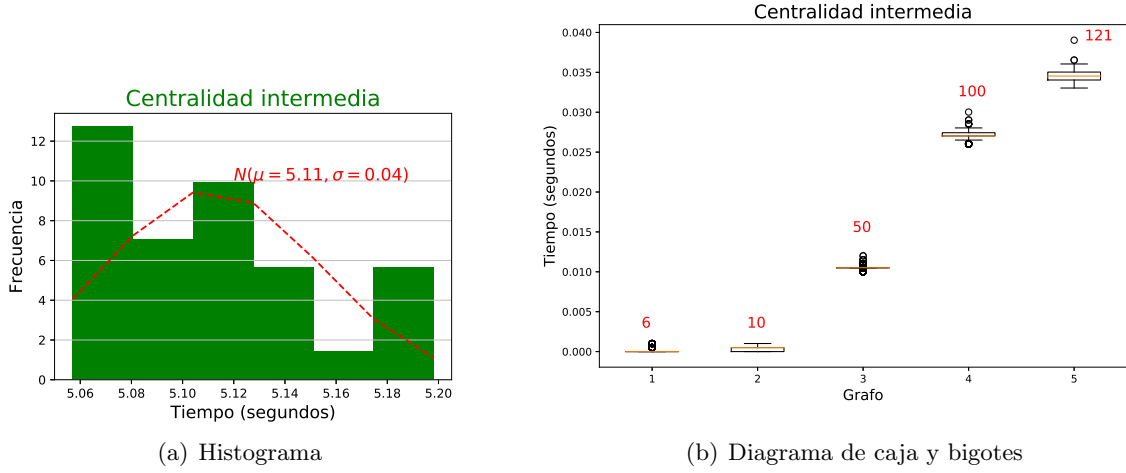 Centralidad intermedia
N(μ = 5.11, σ = 0.04)
Frecuencia
12
10
8
6
4
2
0
5.06 5.08 5.10 5.12 5.14 5.16 5.18 5.20
Tiempo (segundos)
(a) Histograma
Centralidad intermedia
Tiempo (segundos)
0.040
0.035
0.030
0.025
0.020
0.015
0.010
0.005
0.000
6
10
50
100
121
1 2 3 4 5
Grafo
(b) Diagrama de caja y bigotes